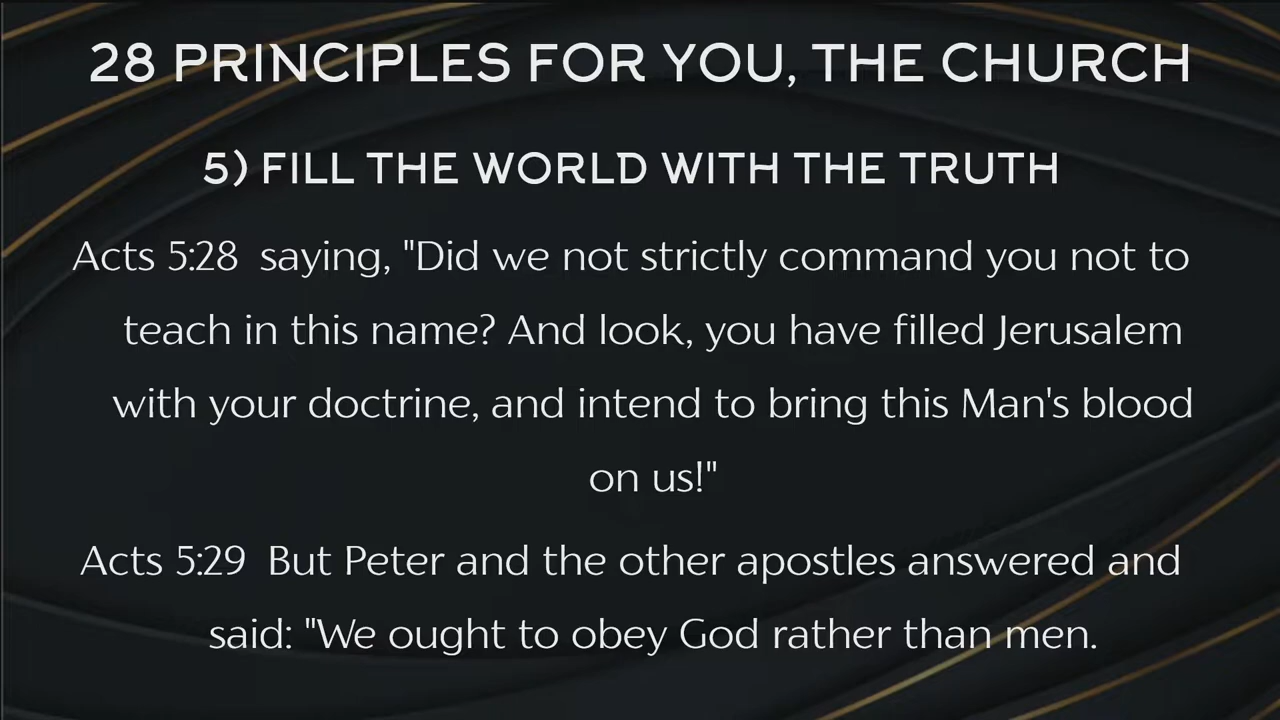 28 PRINCIPLES FOR YOU, THE CHURCH
5) FILL THE WORLD WITH THE TRUTH
Acts 5:28 saying, "Did we not strictly command you not to
teach in this name? And look, you have filled Jerusalem
with your doctrine, and intend to bring this Man's blood
on us!"
Acts 5:29 But Peter and the other apostles answered and
said: "We ought to obey God rather than men.